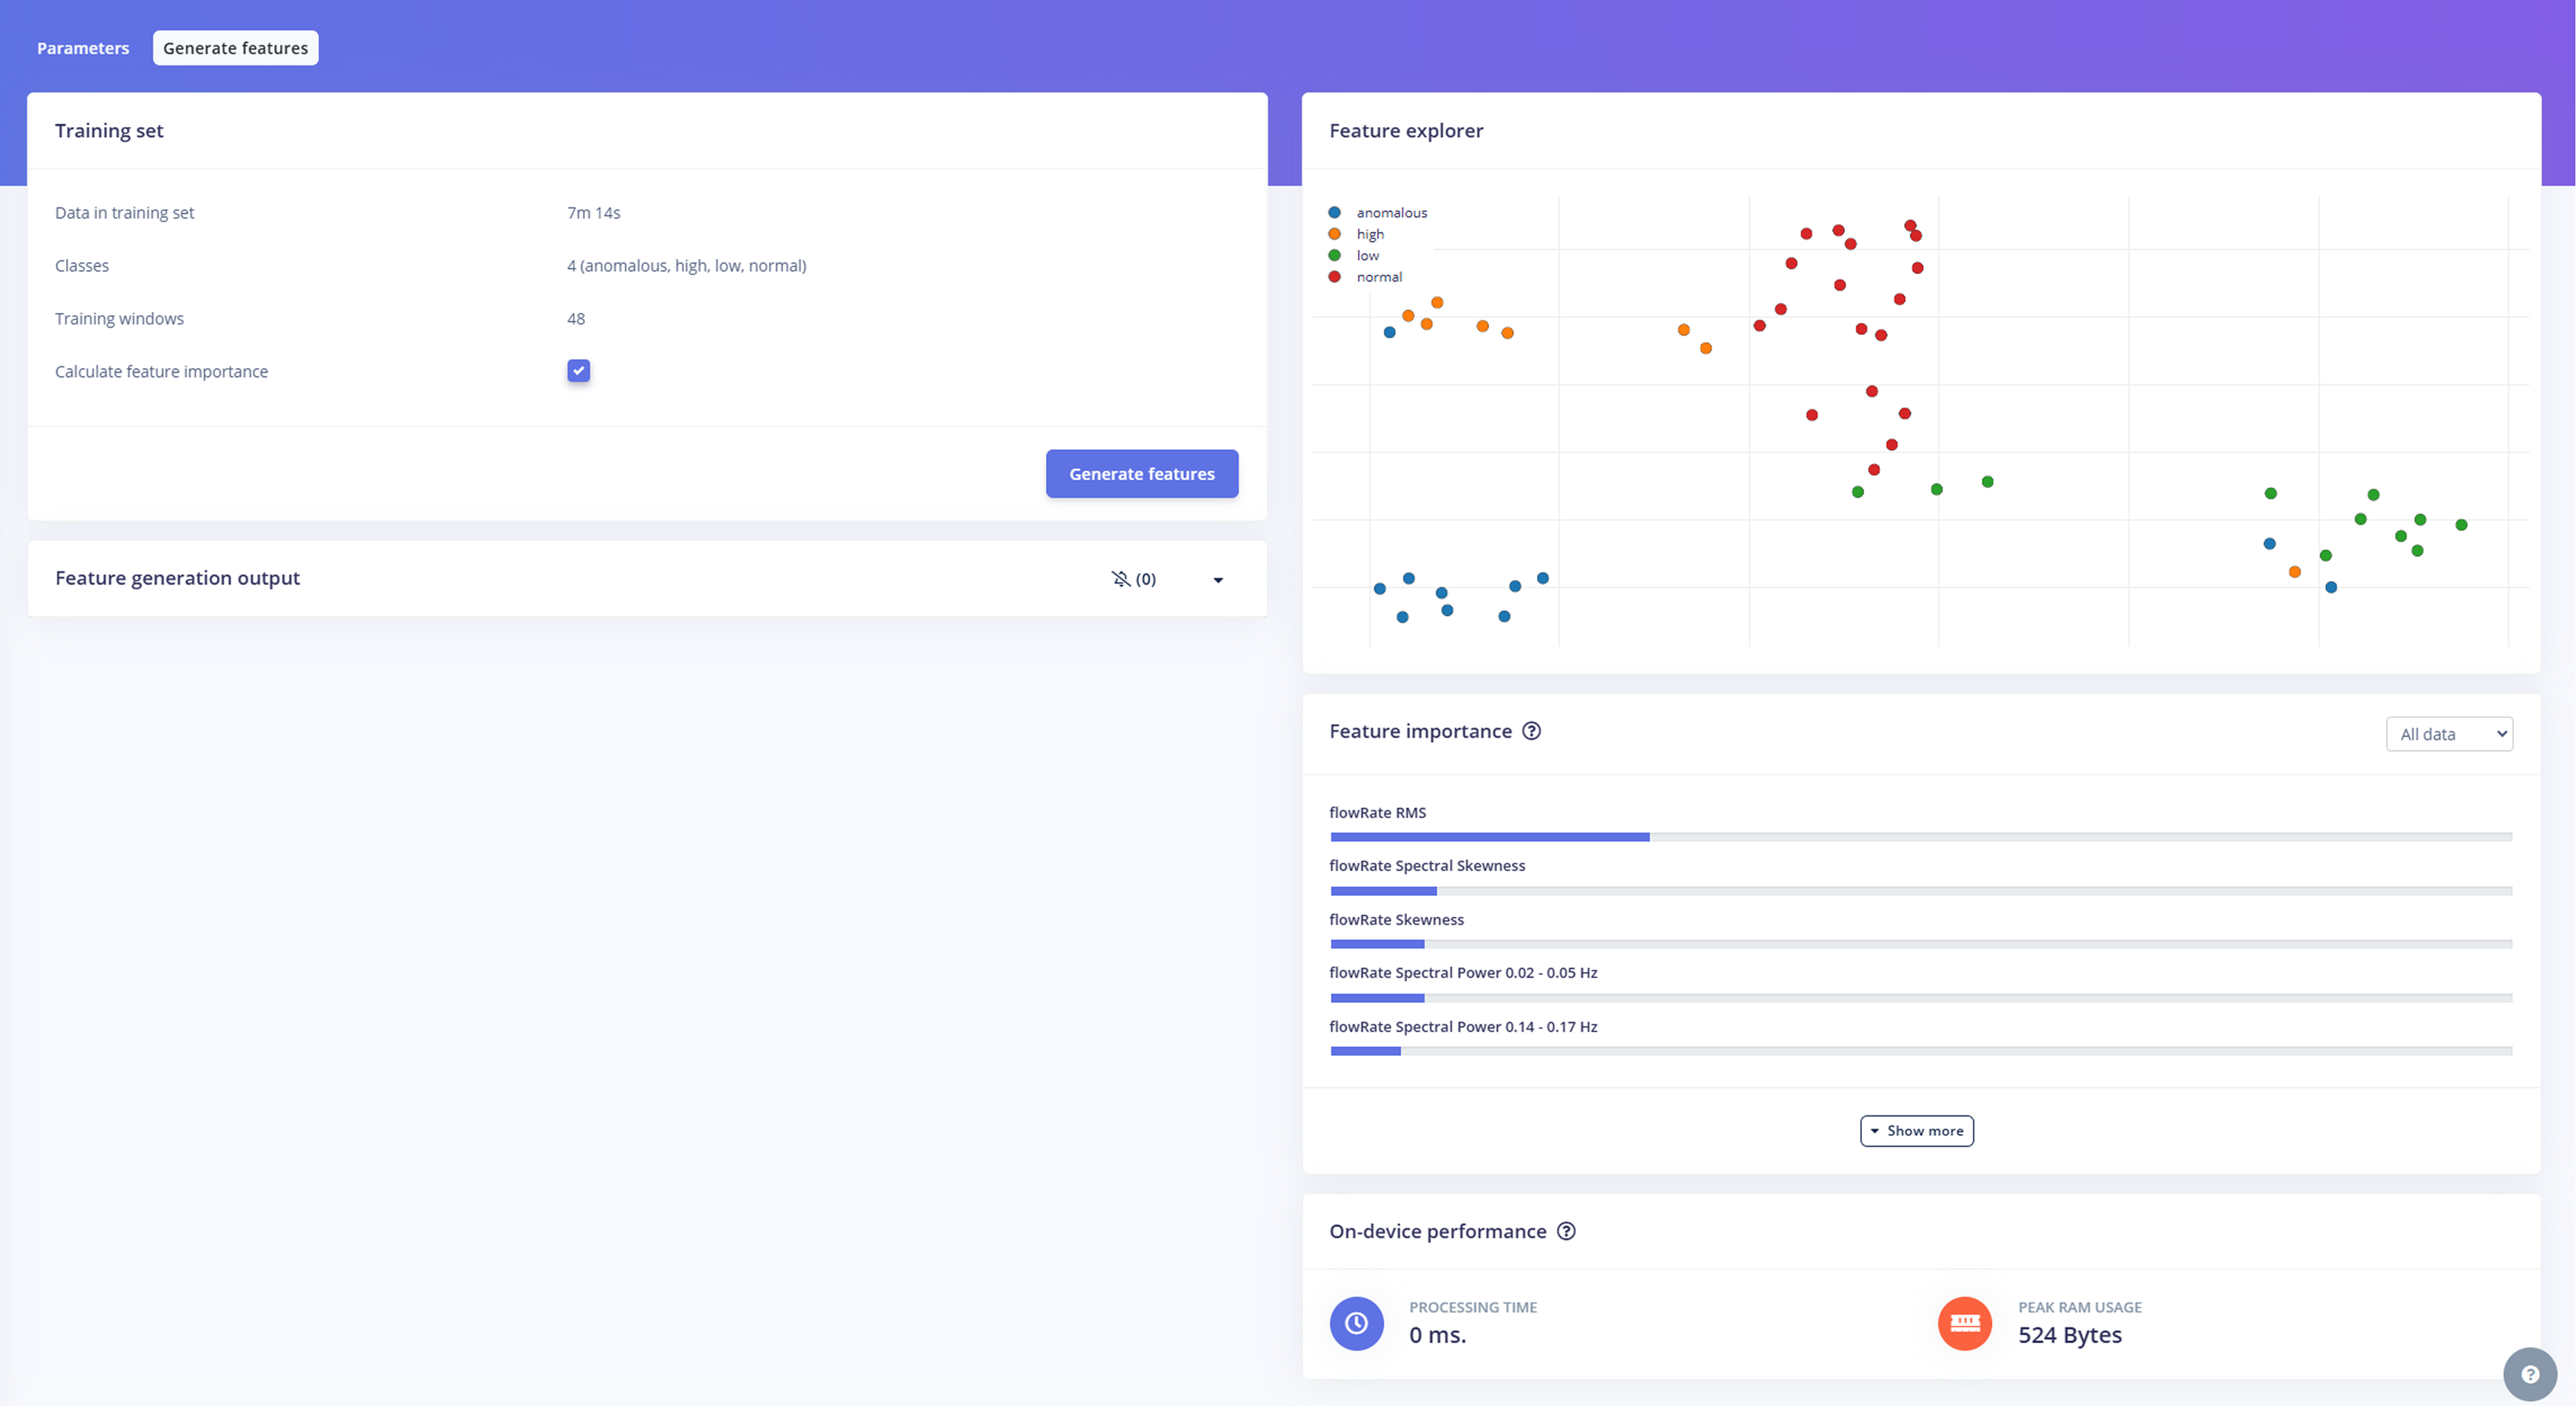 Parameters
Generate features
Training set
Data in training set 7m 14s
Classes 4 (anomalous, high, low, normal)
Training windows 48
Calculate feature importance
Generate features
Feature generation output (0)
Feature explorer
anomalous
high
low
normal
Feature importance ?
All data
flowRate RMS
flowRate Spectral Skewness
flowRate Skewness
flowRate Spectral Power 0.02 - 0.05 Hz
flowRate Spectral Power 0.14 - 0.17 Hz
Show more
On-device performance ?
PROCESSING TIME
0 ms.
PEAK RAM USAGE
524 Bytes
?